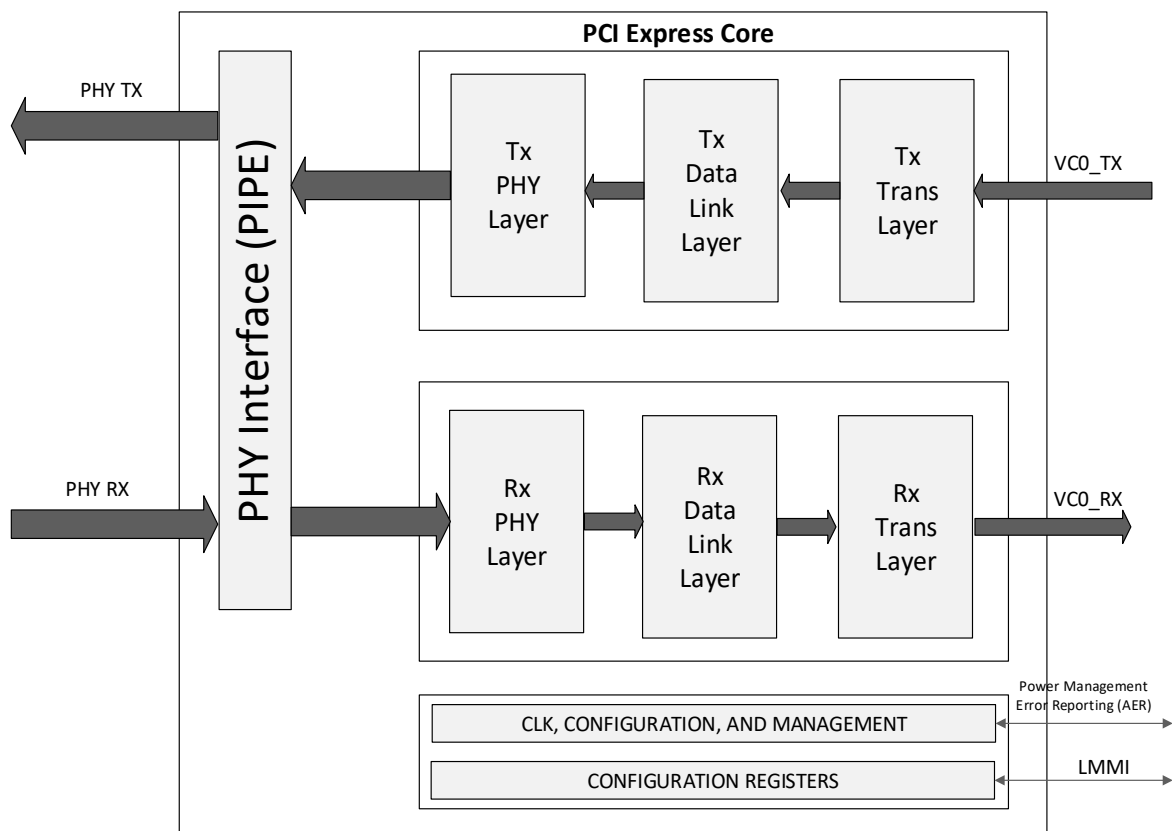 PCI Express Core
PHY TX
PHY Interface (PIPE)
Tx
PHY
Layer
Tx
Data
Link
Layer
Tx
Trans
Layer
VC0_TX
PHY RX
Rx
PHY
Layer
Rx
Data
Link
Layer
Rx
Trans
Layer
VC0_RX
Power Management
Error Reporting (AER)
CLK, CONFIGURATION, AND MANAGEMENT
CONFIGURATION REGISTERS
LMMI